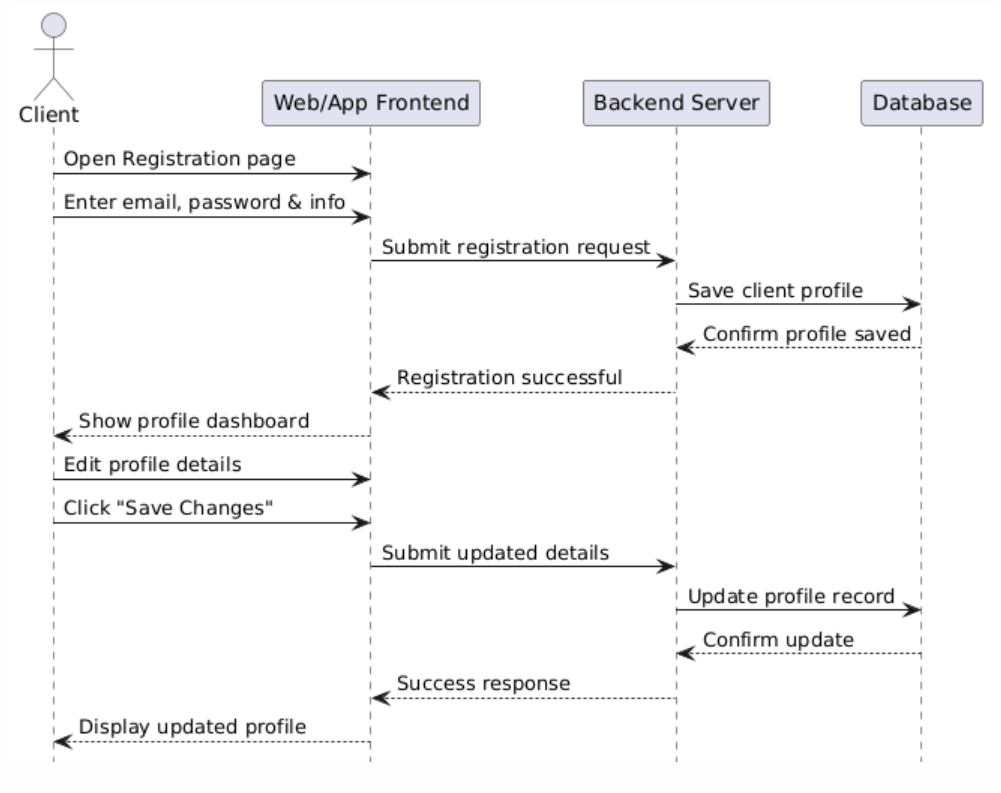 Client
Web/App Frontend
Backend Server
Database
Open Registration page
Enter email, password & info
Submit registration request
Save client profile
Confirm profile saved
Registration successful
Show profile dashboard
Edit profile details
Click "Save Changes"
Submit updated details
Update profile record
Confirm update
Success response
Display updated profile